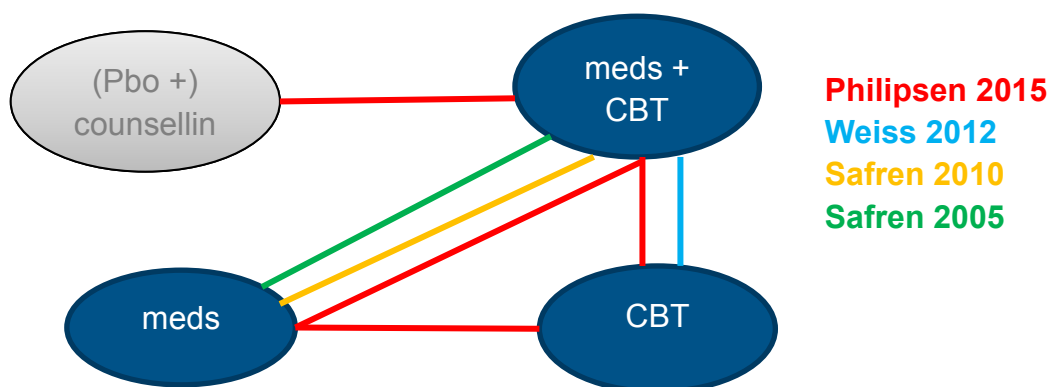 (Pbo +)
counsellin
meds +
CBT
meds
CBT
Philipsen 2015
Weiss 2012
Safren 2010
Safren 2005